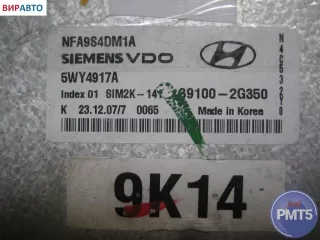 ВИРАВТО
NFA9S4DM1A
SIEMENS VDO
HYUNDAI
5WY4917A
Index 01 SIM2K-141 39100-2G350
K 23.12.07/7 0065 Made in Korea
9K14
PMT5